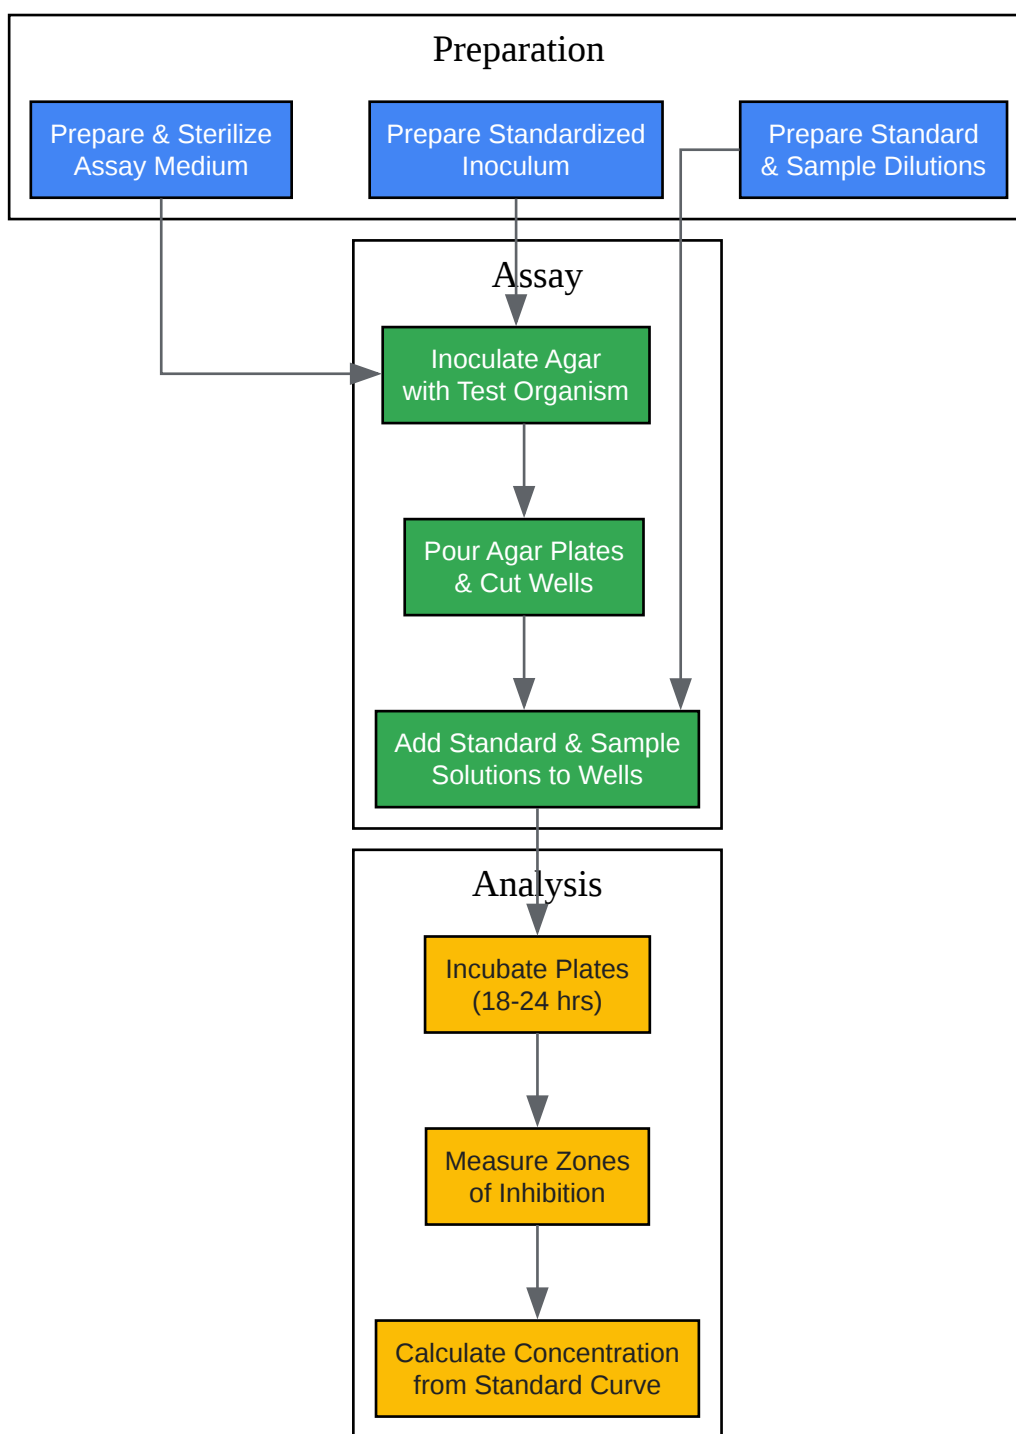 Preparation
Prepare & Sterilize
Assay Medium
Prepare Standardized
Inoculum
Prepare Standard
& Sample Dilutions
Assay
Inoculate Agar
with Test Organism
Pour Agar Plates
& Cut Wells
Add Standard & Sample
Solutions to Wells
Analysis
Incubate Plates
(18-24 hrs)
Measure Zones
of Inhibition
Calculate Concentration
from Standard Curve